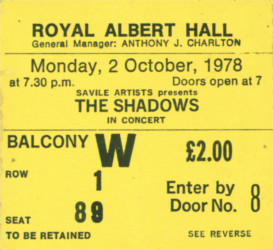 ROYAL ALBERT HALL
General Manager: ANTHONY J. CHARLTON
Monday, 2 October, 1978
at 7.30 p.m. Doors open at 7
SAVILE ARTISTS presents
THE SHADOWS
IN CONCERT
BALCONY W £2.00
ROW 1 Enter by
SEAT 89 Door No. 8
TO BE RETAINED SEE REVERSE